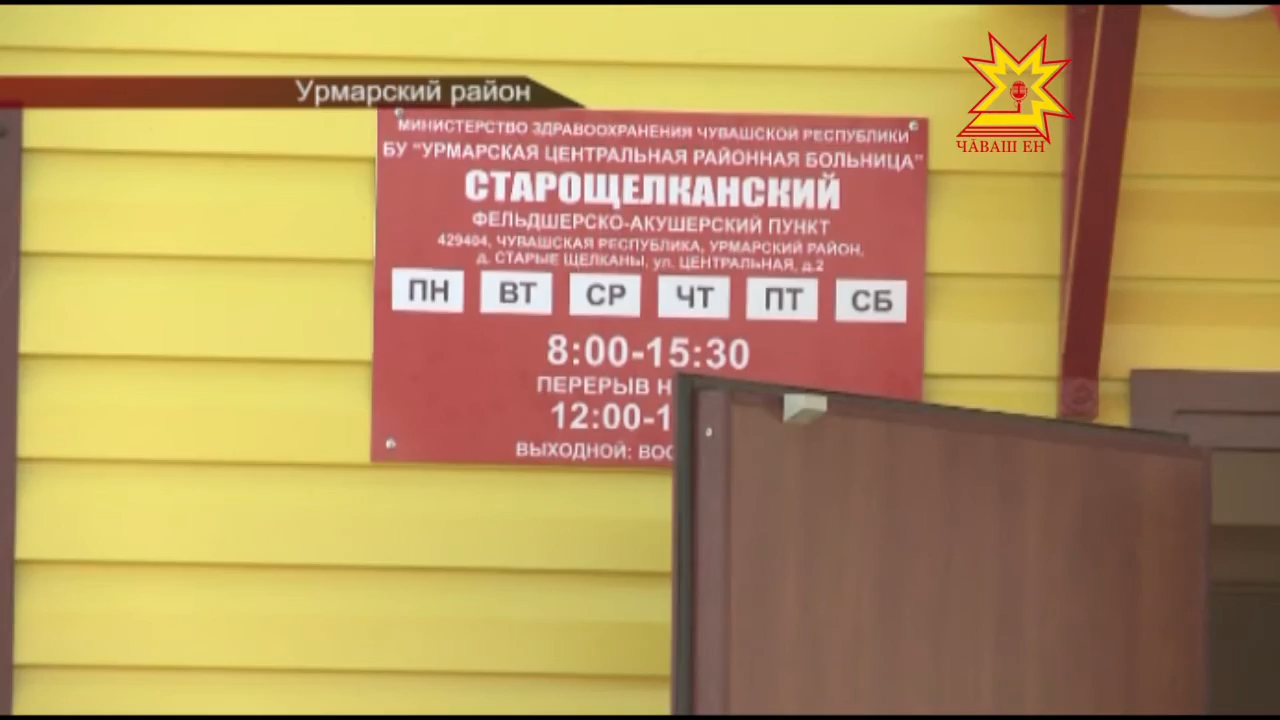 Урмарский район
ЧӐВАШ ЕН
МИНИСТЕРСТВО ЗДРАВООХРАНЕНИЯ ЧУВАШСКОЙ РЕСПУБЛИКИ
БУ "УРМАРСКАЯ ЦЕНТРАЛЬНАЯ РАЙОННАЯ БОЛЬНИЦА"
СТАРОЩЕЛКАНСКИЙ
ФЕЛЬДШЕРСКО-АКУШЕРСКИЙ ПУНКТ
429404, ЧУВАШСКАЯ РЕСПУБЛИКА, УРМАРСКИЙ РАЙОН,
д. СТАРЫЕ ЩЕЛКАНЫ, ул. ЦЕНТРАЛЬНАЯ, д.2
ПН ВТ СР ЧТ ПТ СБ
8:00-15:30
ПЕРЕРЫВ
12:00-1
ВЫХОДНОЙ: